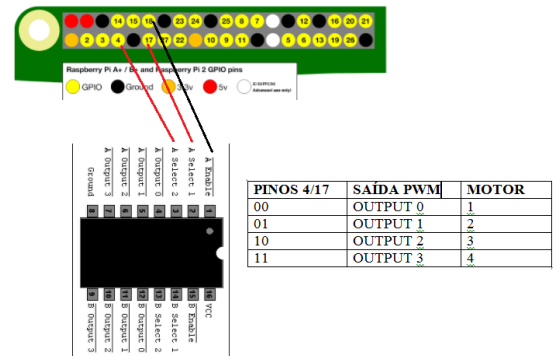 14 15 18 23 24 25 8 7 12 16 20 21
2 3 4 17 27 22 10 9 11 5 6 13 19 26
Raspberry Pi A+ / B+ and Raspberry Pi 2 GPIO pins
GPIO Ground 3.3v 5v ID EEPROM
Advanced use only!
Ground
A Output 3
A Output 2
A Output 1
A Output 0
A Select 2
A Select 1
A Enable
8 7 6 5 4 3 2 1
9 10 11 12 13 14 15 16
B Output 3
B Output 2
B Output 1
B Output 0
B Select 2
B Select 1
B Enable
VCC
PINOS 4/17 SAÍDA PWM MOTOR
00 OUTPUT 0 1
01 OUTPUT 1 2
10 OUTPUT 2 3
11 OUTPUT 3 4